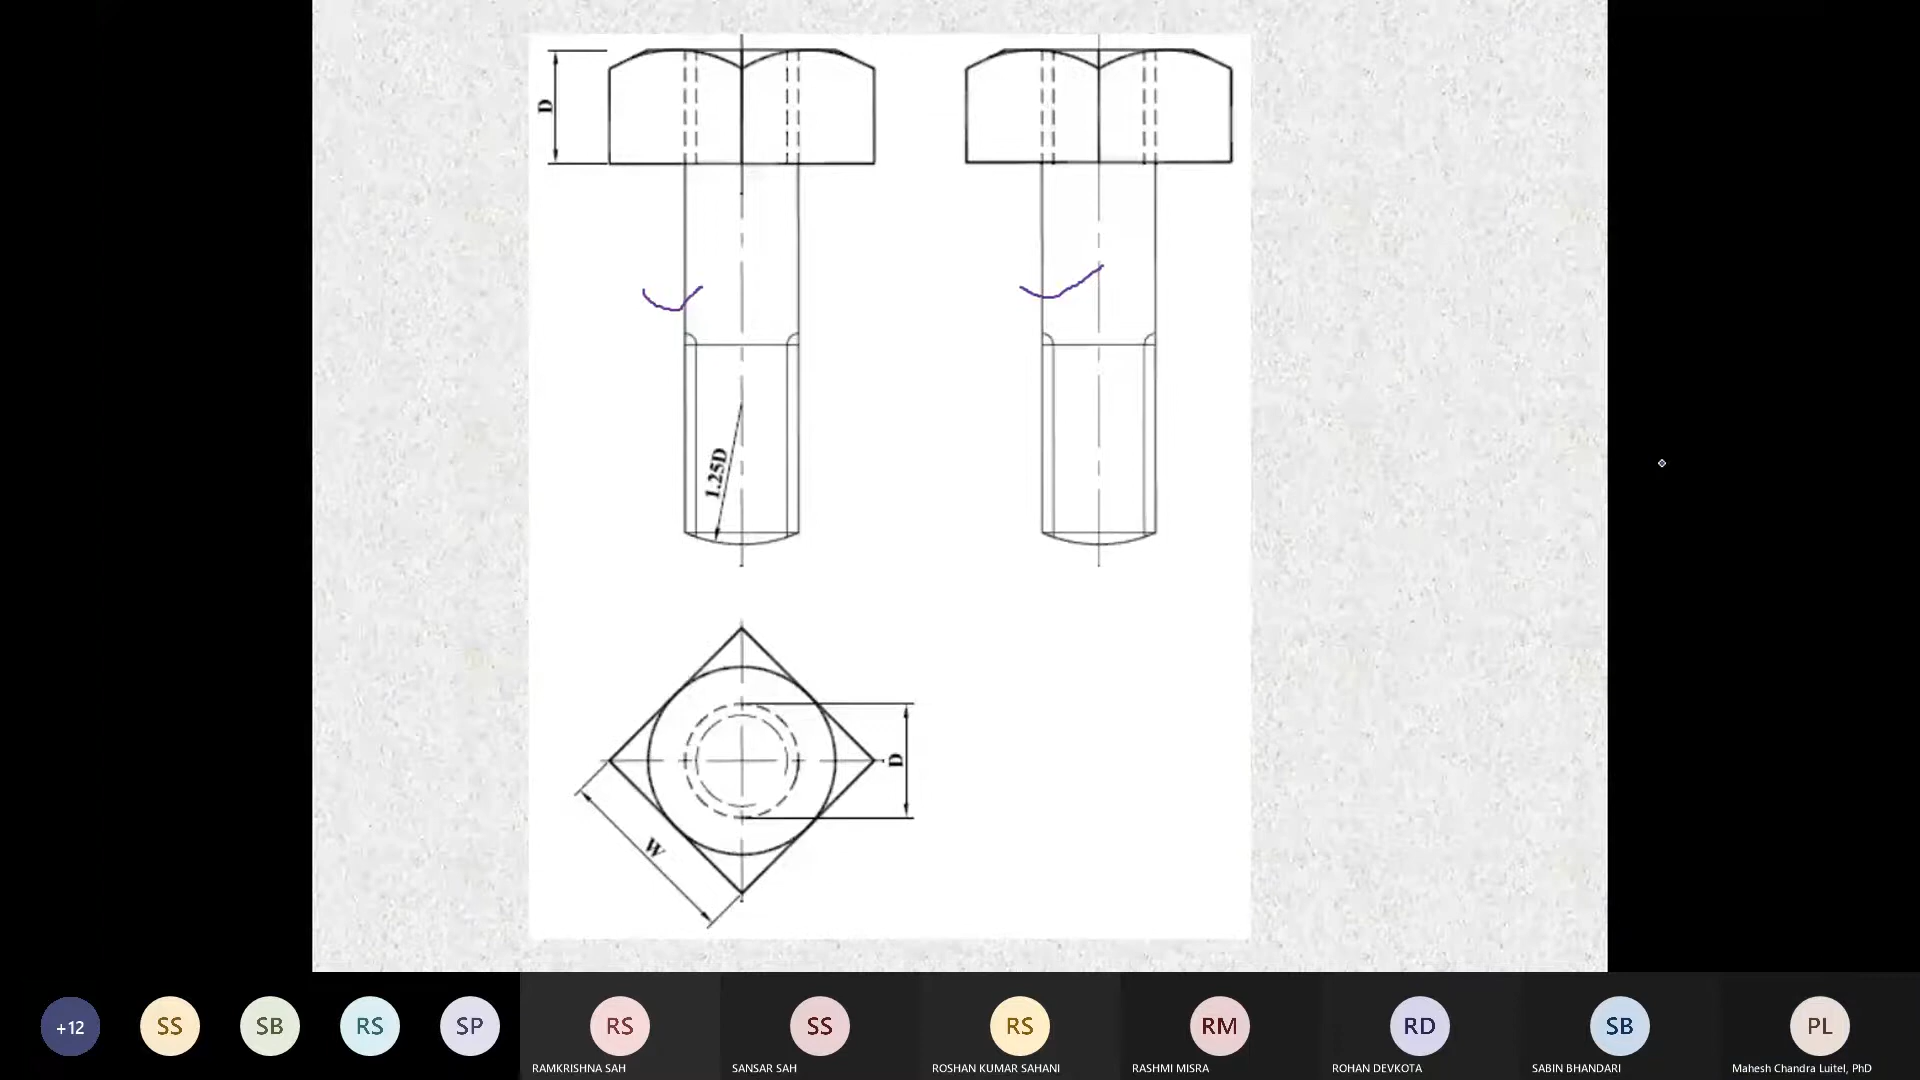 D
1.25D
D
W
+12
SS
SB
RS
SP
RS
SS
RS
RM
RD
SB
PL
RAMKRISHNA SAH
SANSAR SAH
ROSHAN KUMAR SAHANI
RASHMI MISRA
ROHAN DEVKOTA
SABIN BHANDARI
Mahesh Chandra Luitel, PhD